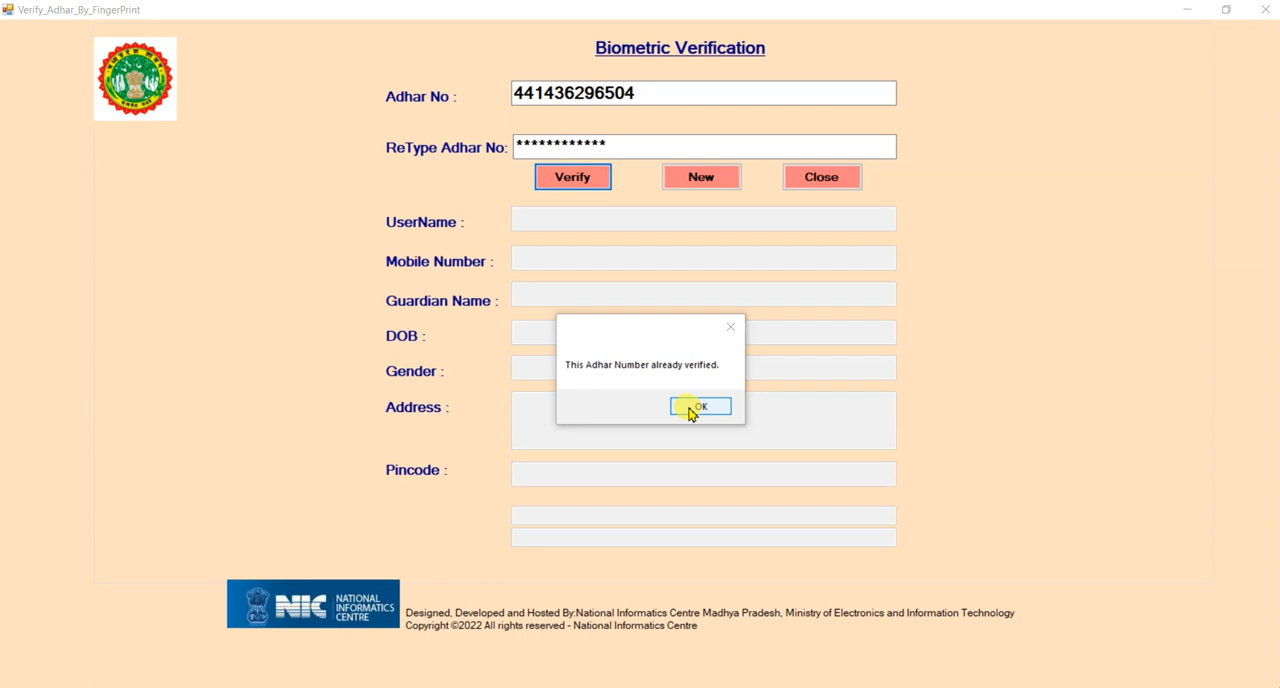 Verify_Adhar_By_FingerPrint
Biometric Verification
Adhar No : 441436296504
ReType Adhar No: ************
Verify New Close
UserName :
Mobile Number :
Guardian Name :
DOB :
This Adhar Number already verified.
Gender :
Address : OK
Pincode :
NIC NATIONAL INFORMATICS CENTRE
Designed, Developed and Hosted By:National Informatics Centre Madhya Pradesh, Ministry of Electronics and Information Technology
Copyright ©2022 All rights reserved - National Informatics Centre